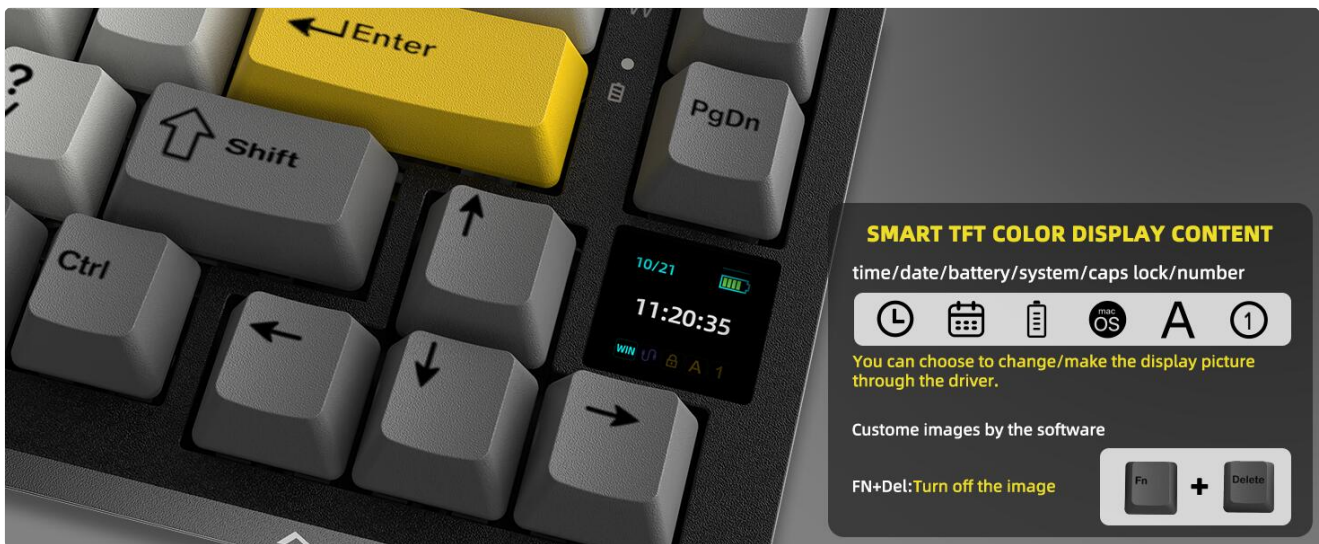 Enter
PgDn
?
Shift
Ctrl
10/21
11:20:35
WIN A 1
SMART TFT COLOR DISPLAY CONTENT
time/date/battery/system/caps lock/number
mac
OS
A
1
You can choose to change/make the display picture
through the driver.
Custome images by the software
FN+Del:Turn off the image
Fn + Delete